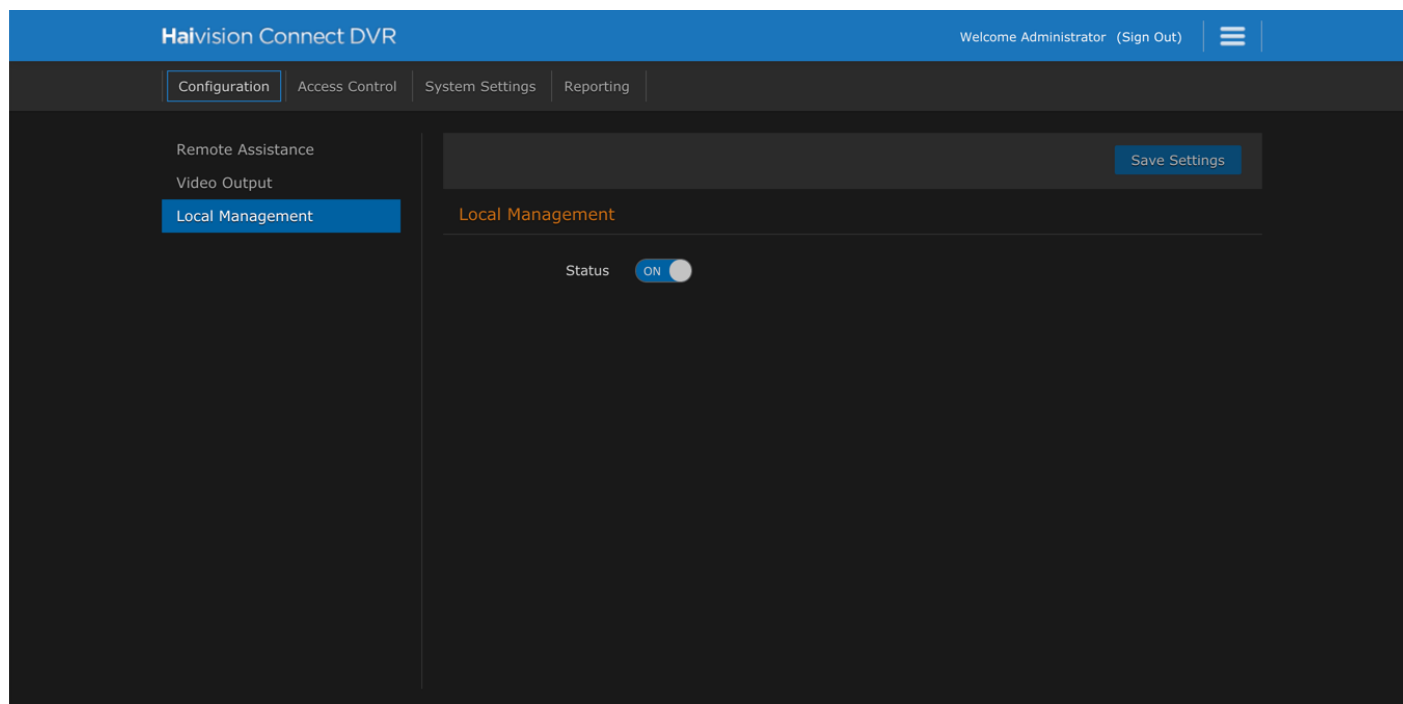 Haivision Connect DVR
Welcome Administrator (Sign Out)
Configuration Access Control System Settings Reporting
Remote Assistance
Video Output
Local Management
Save Settings
Local Management
Status ON